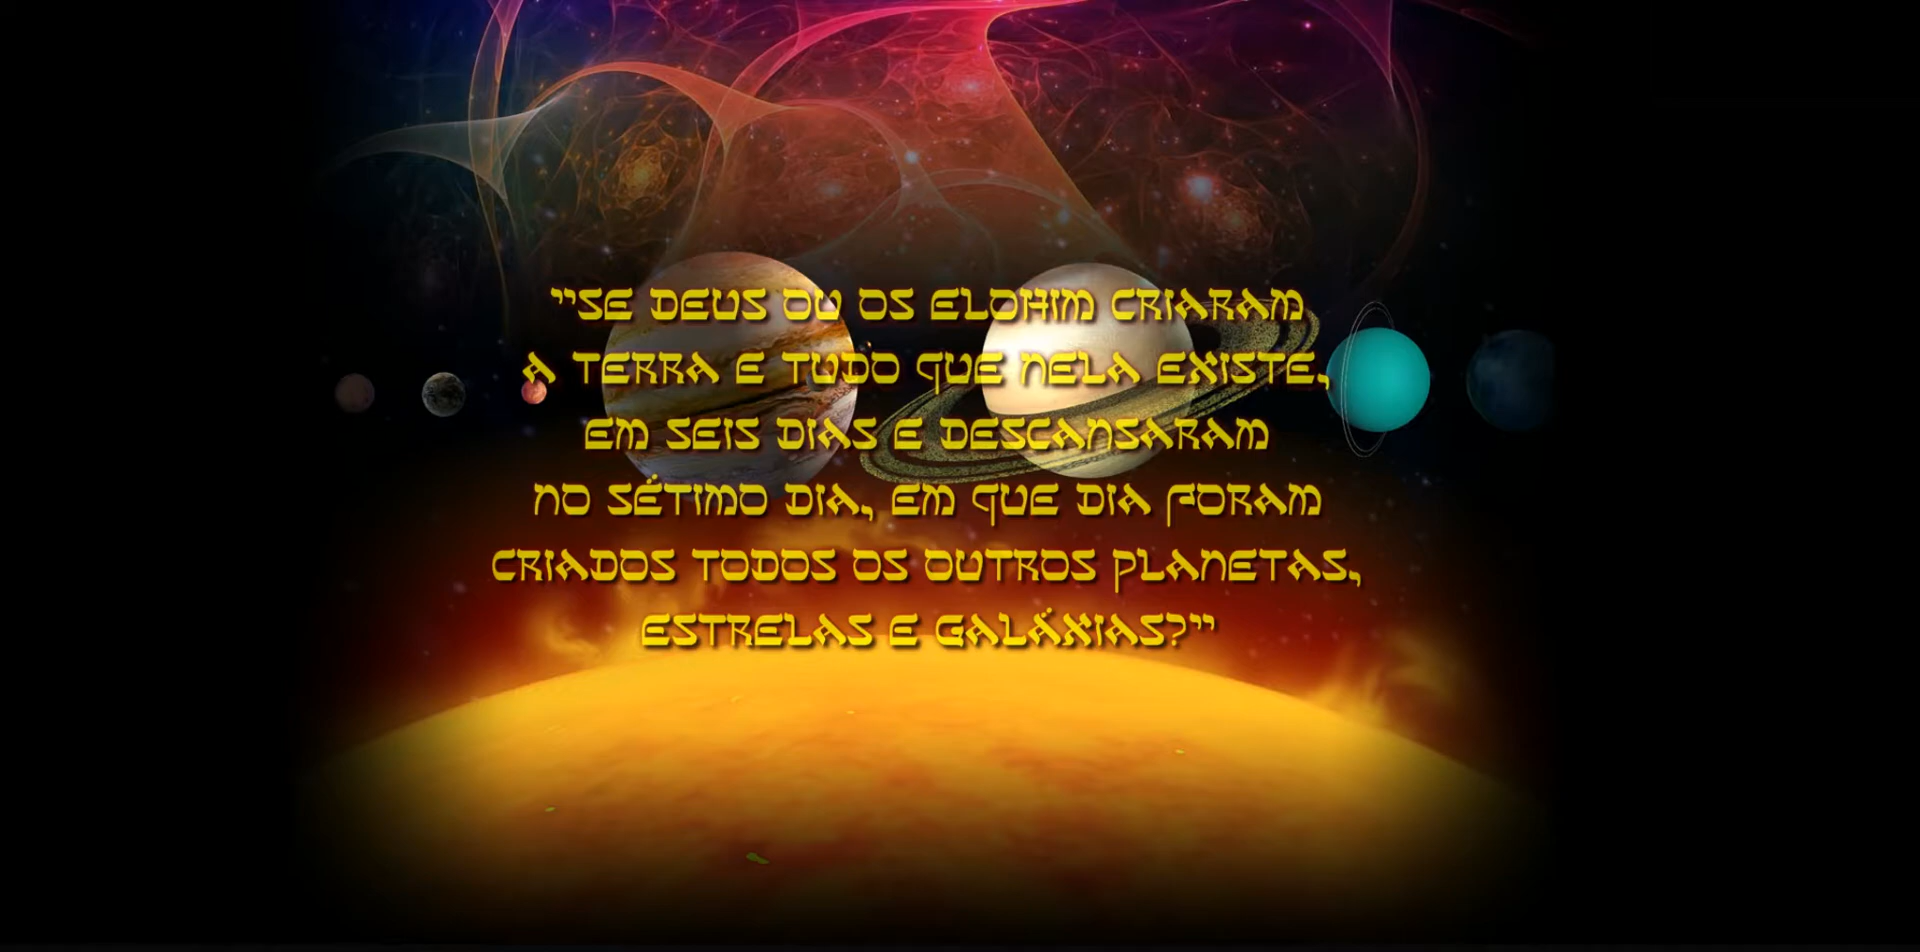 "SE DEUS OU OS ELOHIM CRIARAM
A TERRA E TUDO QUE NELA EXISTE,
EM SEIS DIAS E DESCANSARAM
NO SÉTIMO DIA, EM QUE DIA FORAM
CRIADOS TODOS OS OUTROS PLANETAS,
ESTRELAS E GALÁXIAS?"